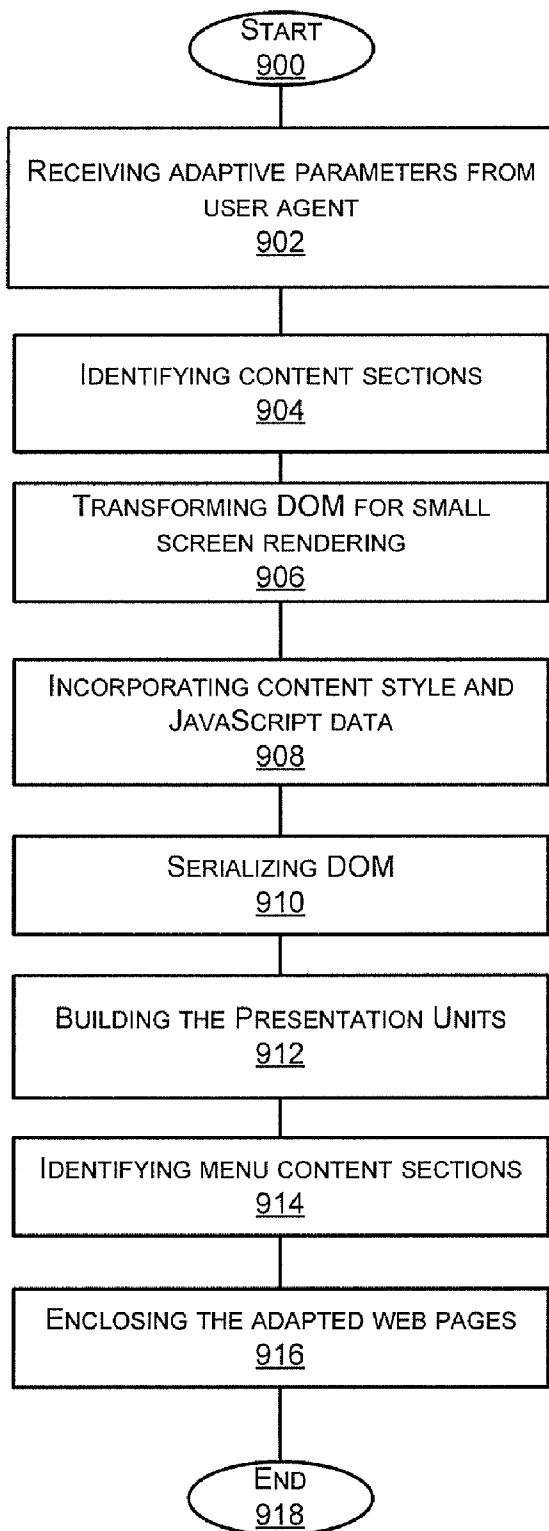 START
900
RECEIVING ADAPTIVE PARAMETERS FROM
USER AGENT
902
IDENTIFYING CONTENT SECTIONS
904
TRANSFORMING DOM FOR SMALL
SCREEN RENDERING
906
INCORPORATING CONTENT STYLE AND
JAVASCRIPT DATA
908
SERIALIZING DOM
910
BUILDING THE PRESENTATION UNITS
912
IDENTIFYING MENU CONTENT SECTIONS
914
ENCLOSING THE ADAPTED WEB PAGES
916
END
918